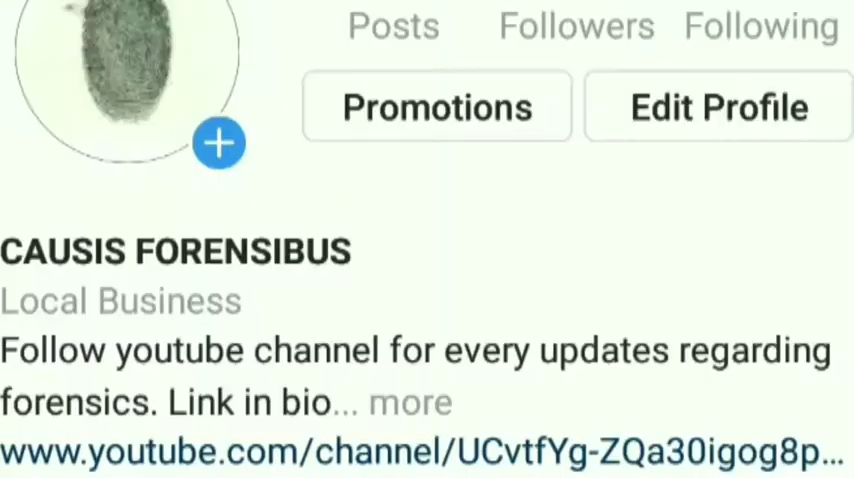 Posts Followers Following
Promotions Edit Profile
CAUSIS FORENSIBUS
Local Business
Follow youtube channel for every updates regarding
forensics. Link in bio... more
www.youtube.com/channel/UCvtfYg-ZQa30igog8p...